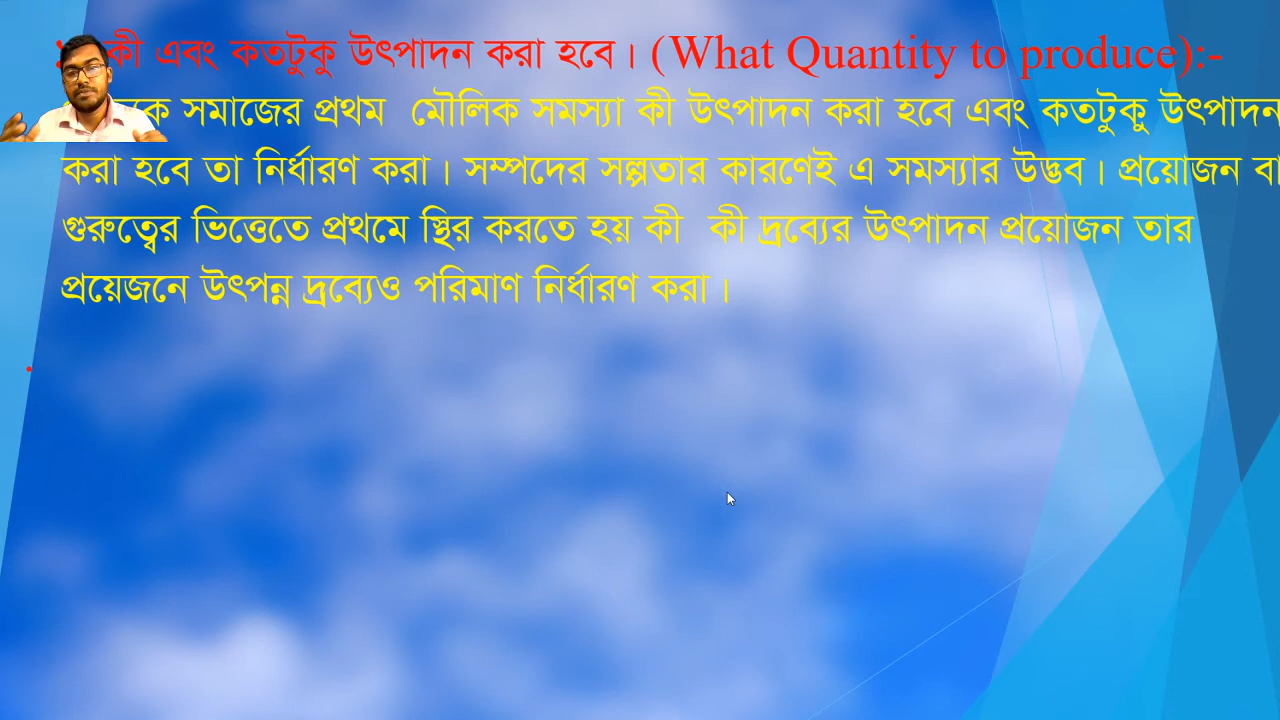 কী এবং কতটুকু উৎপাদন করা হবে। (What Quantity to produce):-
সমাজের প্রথম মৌলিক সমস্যা কী উৎপাদন করা হবে এবং কতটুকু উৎপাদন
করা হবে তা নির্ধারণ করা। সম্পদের সল্পতার কারণেই এ সমস্যার উদ্ভব। প্রয়োজন বা
গুরুত্বের ভিত্তেতে প্রথমে স্থির করতে হয় কী কী দ্রব্যের উৎপাদন প্রয়োজন তার
প্রয়েজনে উৎপন্ন দ্রব্যেও পরিমাণ নির্ধারণ করা।